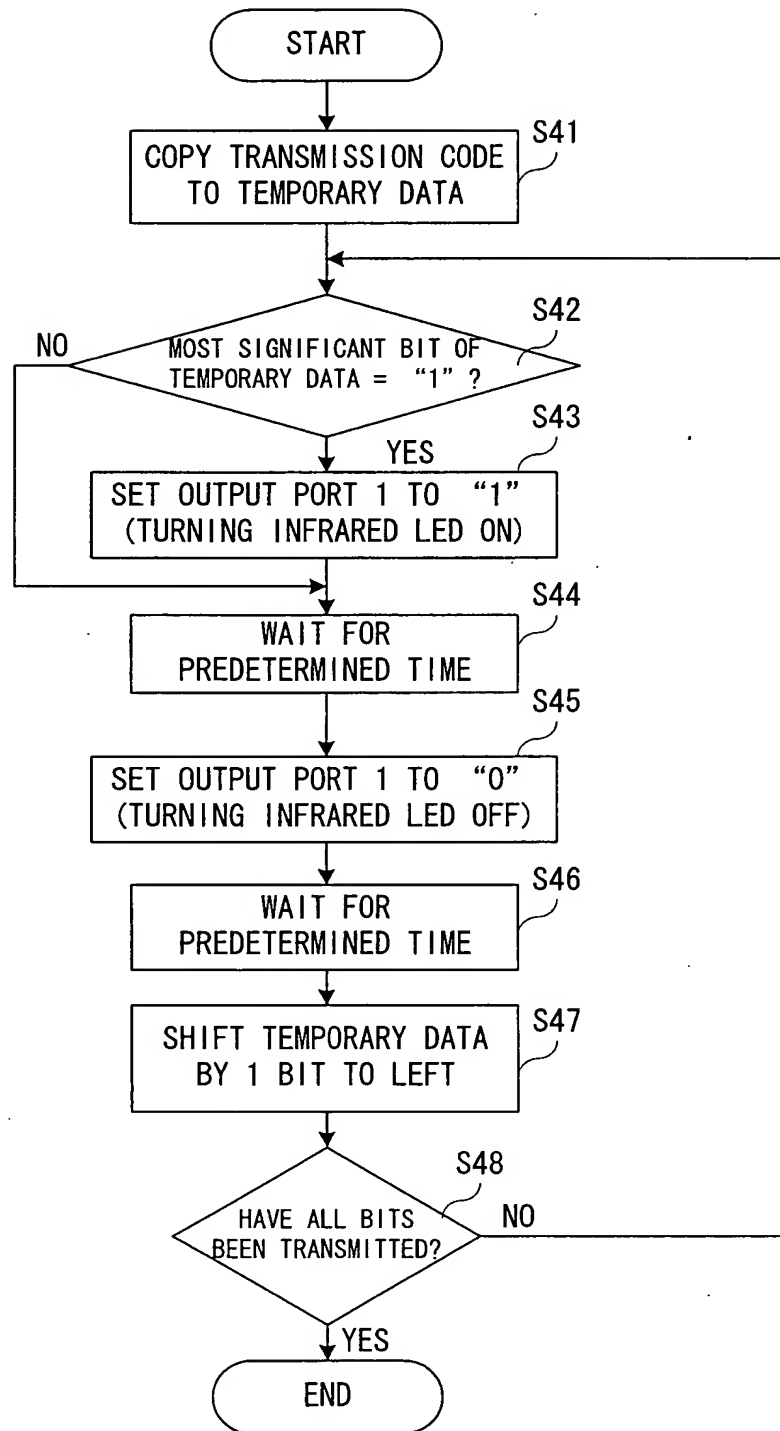 START
S41
COPY TRANSMISSION CODE
TO TEMPORARY DATA
S42
NO
MOST SIGNIFICANT BIT OF
TEMPORARY DATA = “1” ?
S43
YES
SET OUTPUT PORT 1 TO “1”
(TURNING INFRARED LED ON)
S44
WAIT FOR
PREDETERMINED TIME
S45
SET OUTPUT PORT 1 TO “0”
(TURNING INFRARED LED OFF)
S46
WAIT FOR
PREDETERMINED TIME
S47
SHIFT TEMPORARY DATA
BY 1 BIT TO LEFT
S48
HAVE ALL BITS
BEEN TRANSMITTED?
NO
YES
END